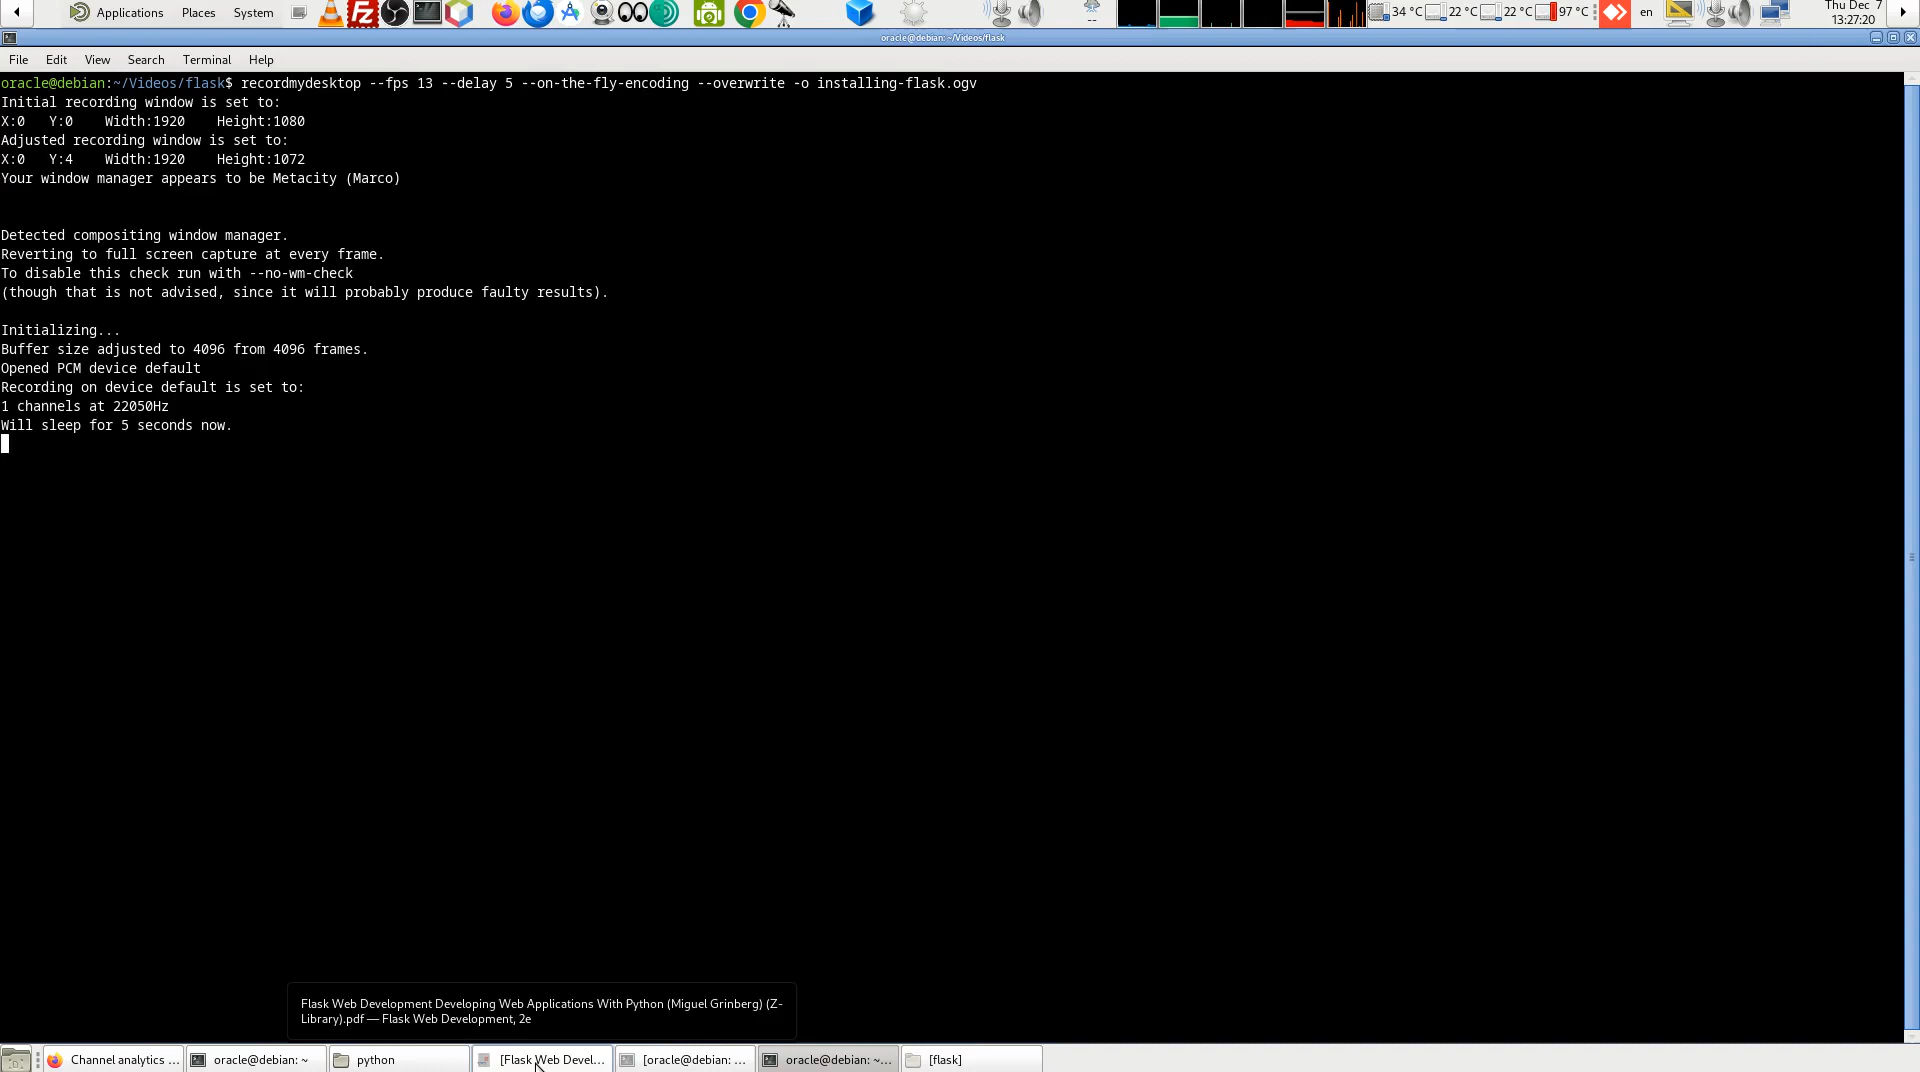 Applications Places System
34 °C 22 °C 22 °C 97 °C en Thu Dec 7
13:27:20
oracle@debian: ~/Videos/flask
File Edit View Search Terminal Help
oracle@debian:~/Videos/flask$ recordmydesktop --fps 13 --delay 5 --on-the-fly-encoding --overwrite -o installing-flask.ogv
Initial recording window is set to:
X:0 Y:0 Width:1920 Height:1080
Adjusted recording window is set to:
X:0 Y:4 Width:1920 Height:1072
Your window manager appears to be Metacity (Marco)
Detected compositing window manager.
Reverting to full screen capture at every frame.
To disable this check run with --no-wm-check
(though that is not advised, since it will probably produce faulty results).
Initializing...
Buffer size adjusted to 4096 from 4096 frames.
Opened PCM device default
Recording on device default is set to:
1 channels at 22050Hz
Will sleep for 5 seconds now.
Flask Web Development Developing Web Applications With Python (Miguel Grinberg) (Z-
Library).pdf — Flask Web Development, 2e
Channel analytics ... oracle@debian: ~ python [Flask Web Devel... [oracle@debian: ... oracle@debian: ~... [flask]